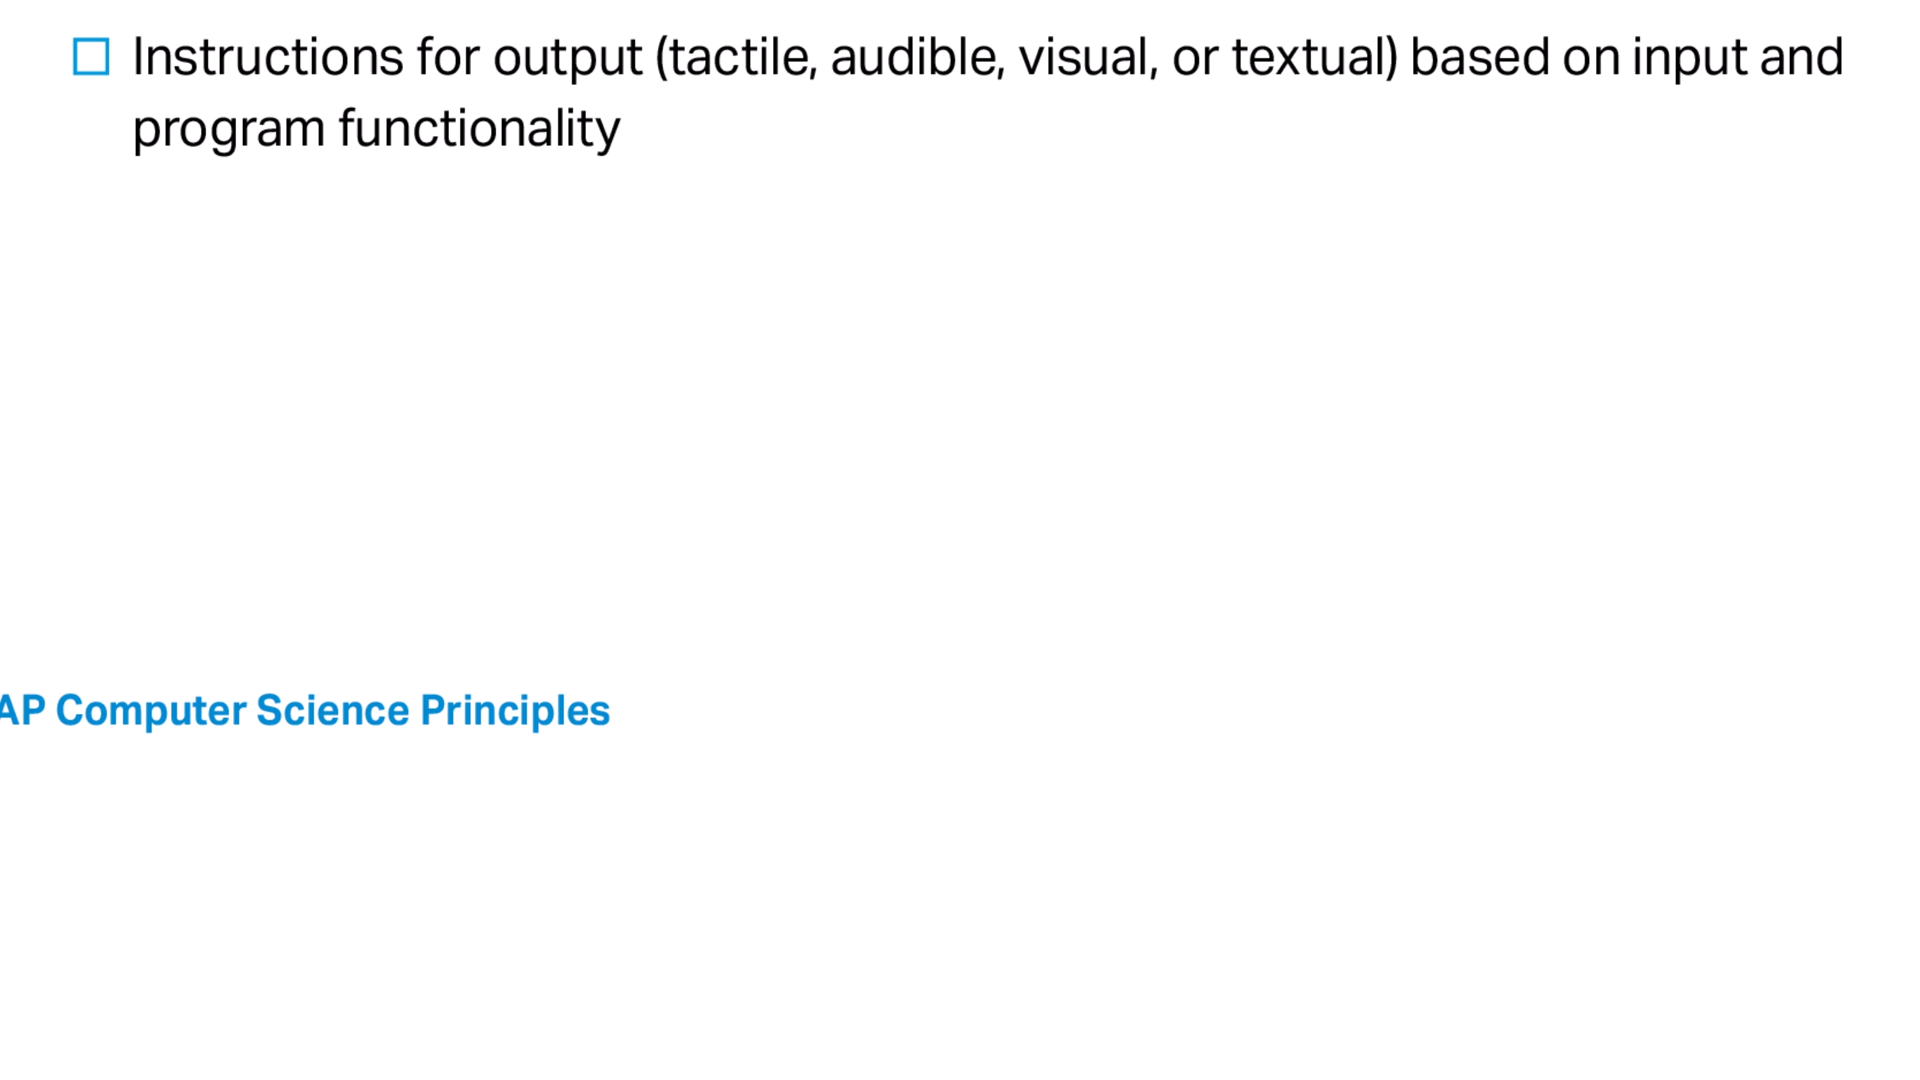 Instructions for output (tactile, audible, visual, or textual) based on input and
program functionality
AP Computer Science Principles